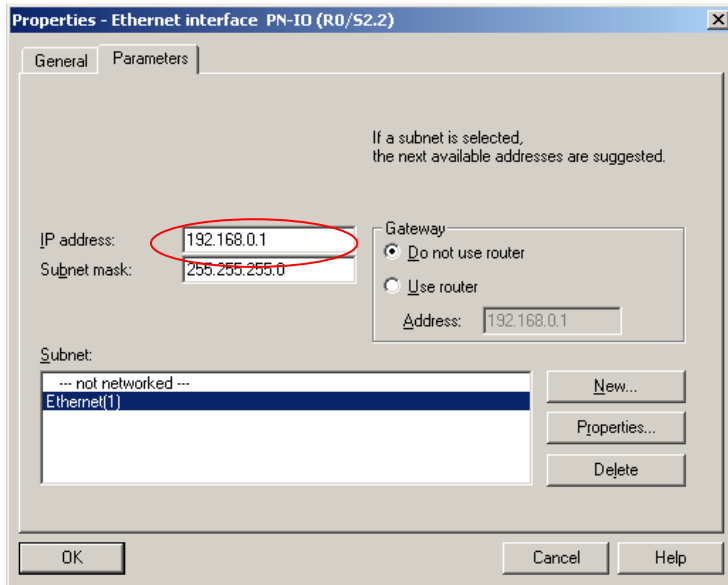 Properties - Ethernet interface PN-IO (R0/S2.2)
General
Parameters
If a subnet is selected,
the next available addresses are suggested.
IP address:
192.168.0.1
Subnet mask:
255.255.255.0
Gateway
Do not use router
Use router
Address:
192.168.0.1
Subnet:
--- not networked ---
Ethernet(1)
New...
Properties...
Delete
OK
Cancel
Help